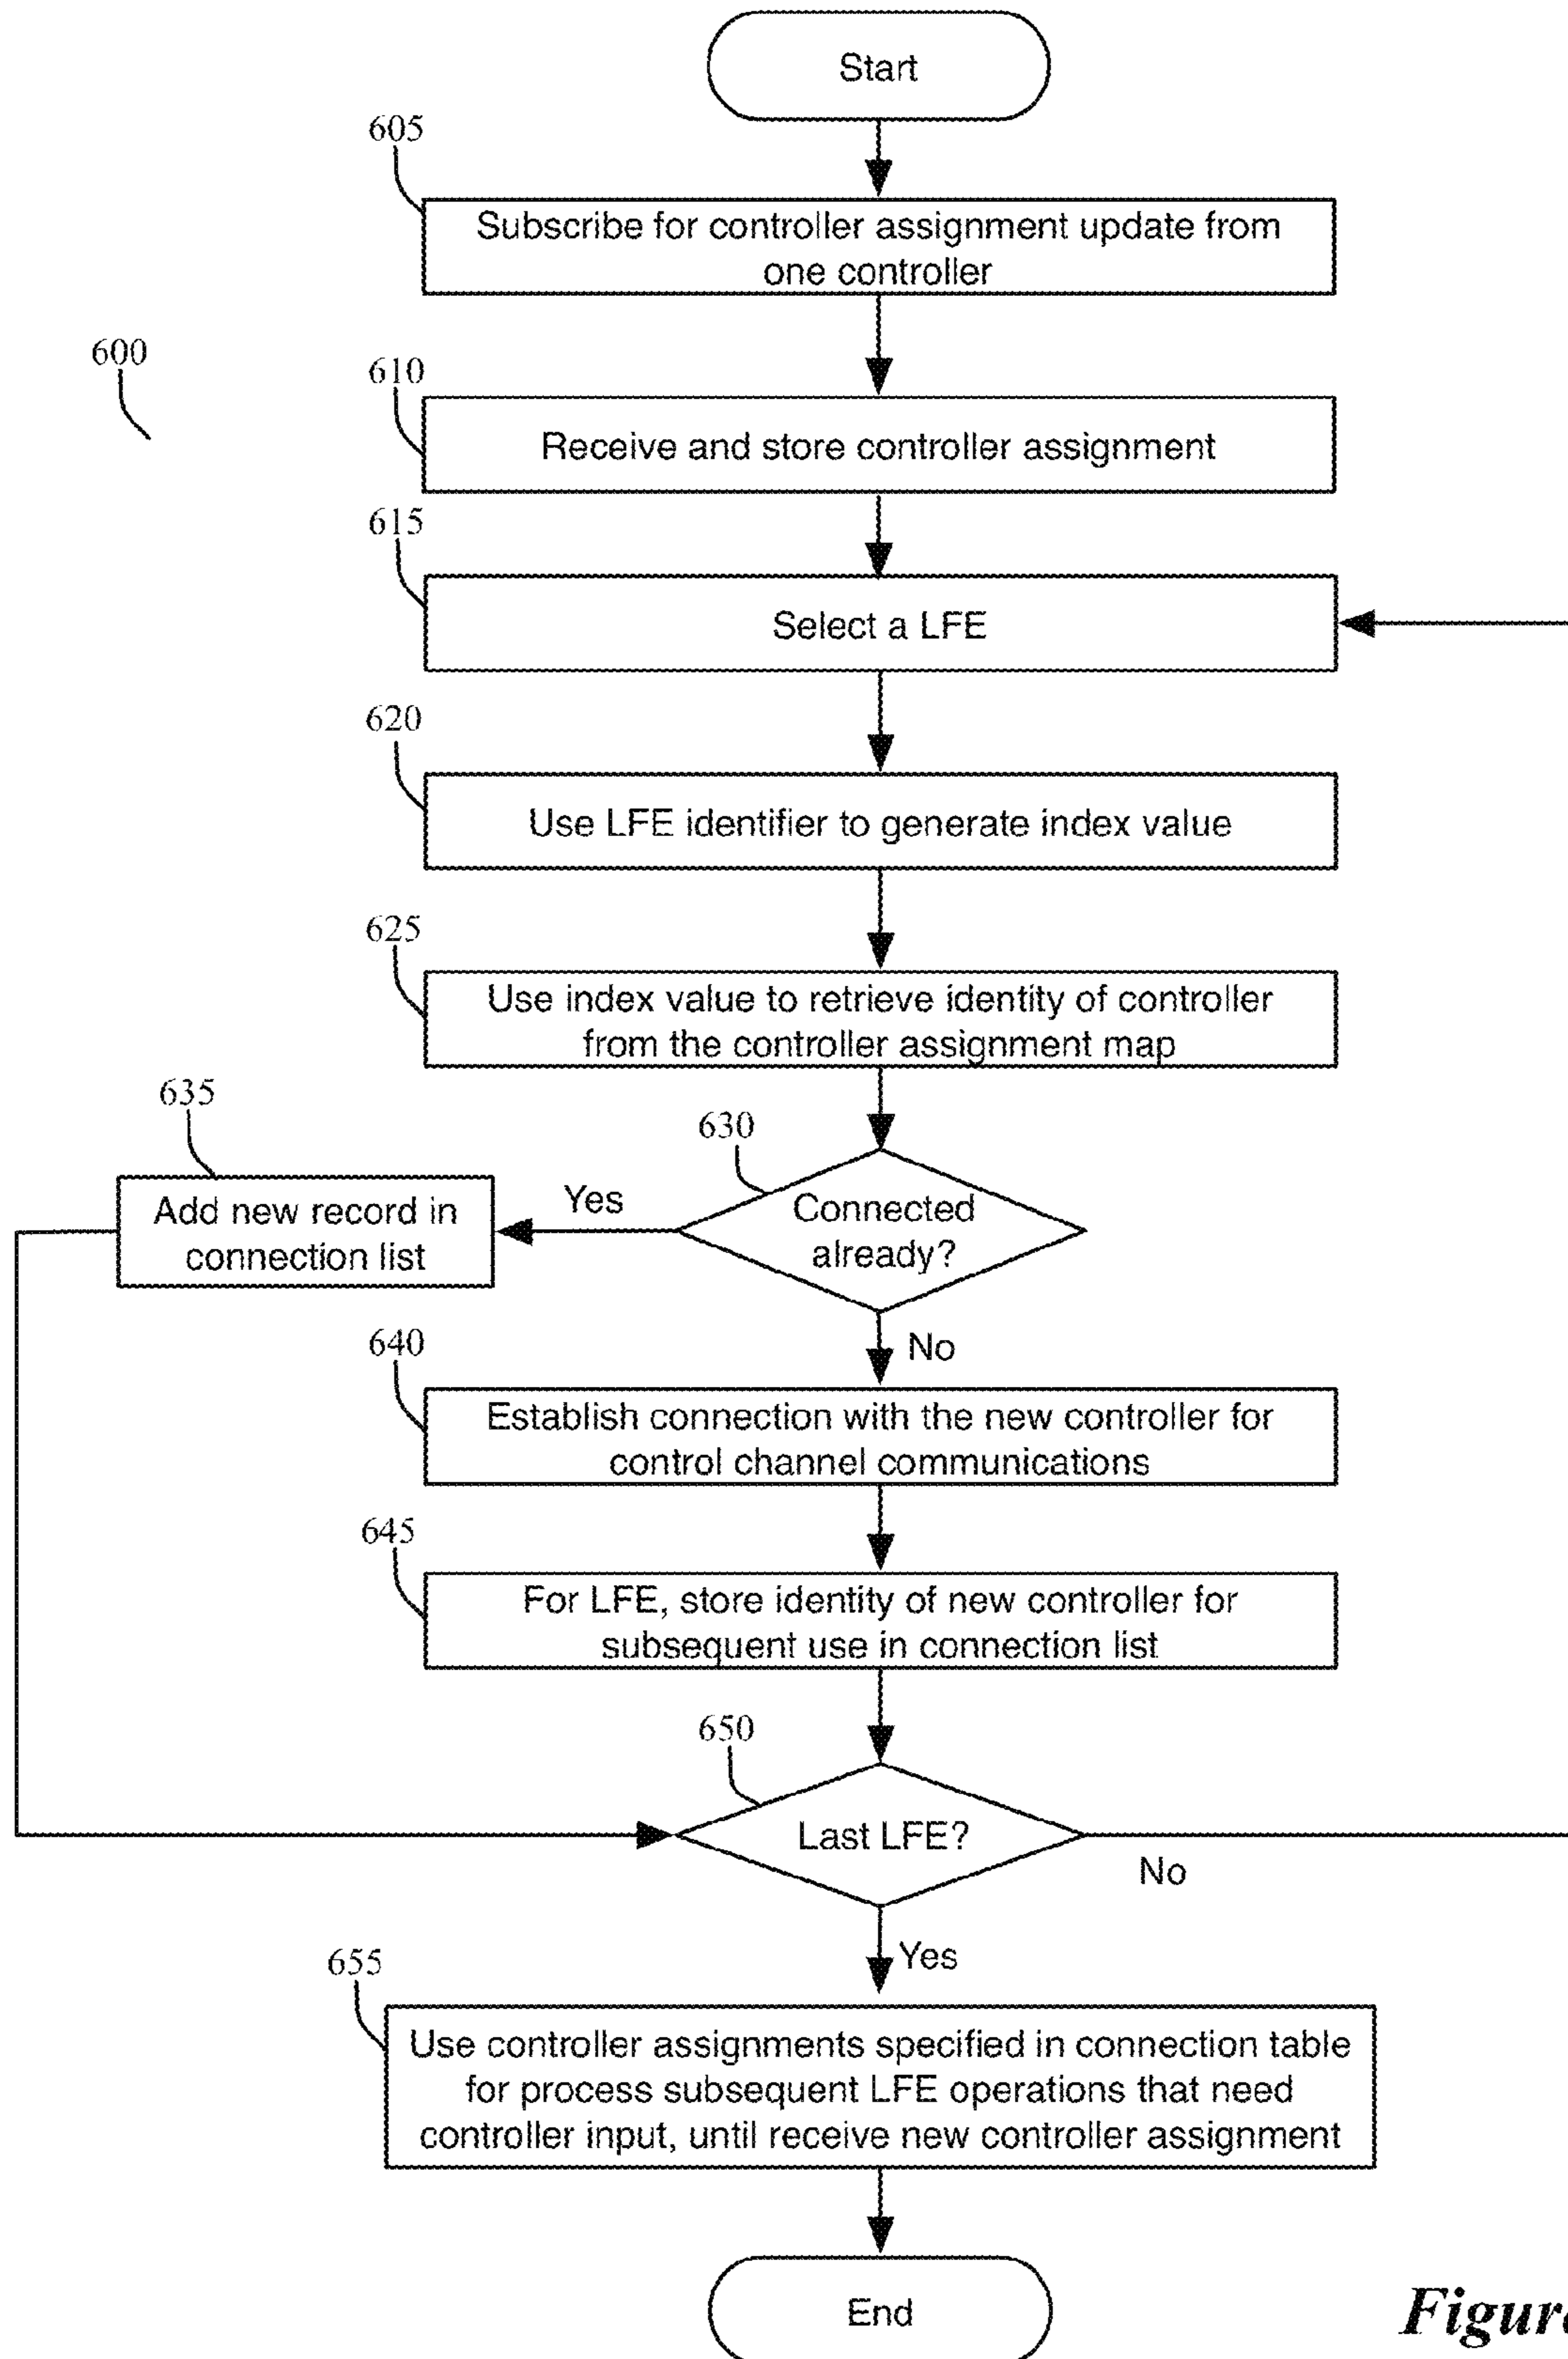 Start
605
Subscribe for controller assignment update from
one controller
600
610
Receive and store controller assignment
615
Select a LFE
620
Use LFE identifier to generate index value
625
Use index value to retrieve identity of controller
from the controller assignment map
630
Connected
already?
Yes
635
Add new record in
connection list
No
640
Establish connection with the new controller for
control channel communications
645
For LFE, store identity of new controller for
subsequent use in connection list
650
Last LFE?
No
Yes
655
Use controller assignments specified in connection table
for process subsequent LFE operations that need
controller input, until receive new controller assignment
End